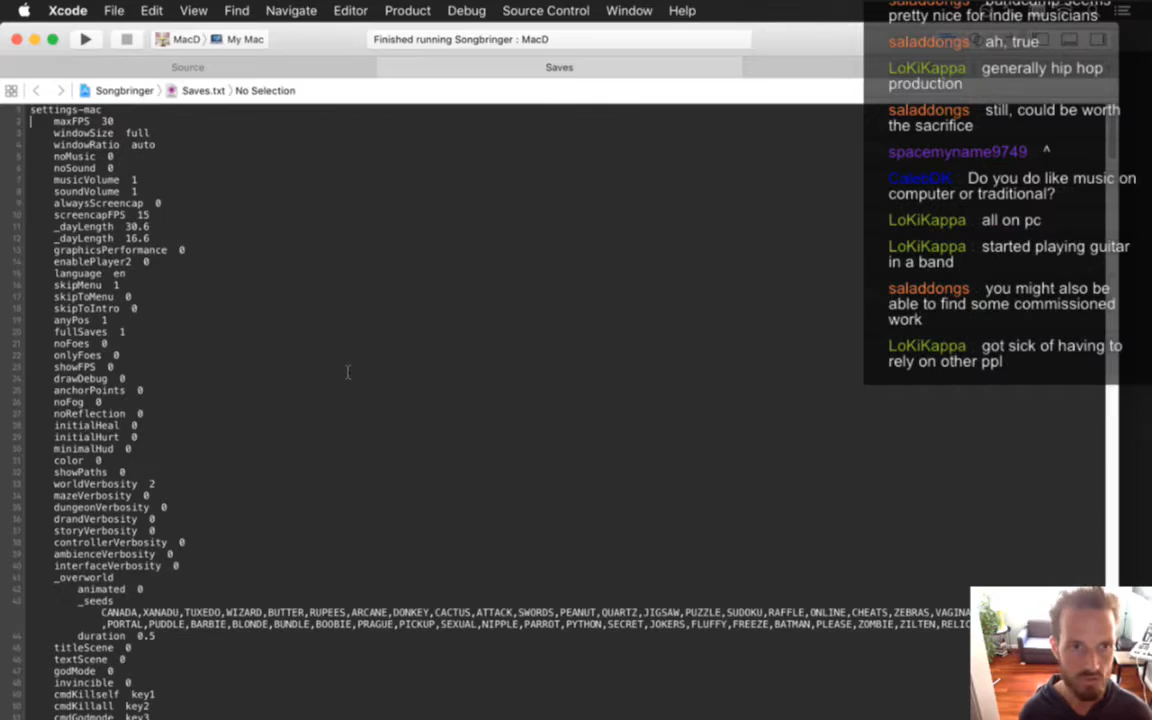 Xcode File Edit View Find Navigate Editor Product Debug Source Control Window Help
MacD My Mac
Finished running Songbringer : MacD
Source
Saves
Songbringer Saves.txt No Selection
settings-mac
maxFPS 30
windowSize full
windowRatio auto
noMusic 0
noSound 0
musicVolume 1
soundVolume 1
alwaysScreencap 0
screencapFPS 15
_dayLength 30.6
_dayLength 16.6
graphicsPerformance 0
enablePlayer2 0
language en
skipMenu 1
skipToMenu 0
skipToIntro 0
anyPos 1
fullSaves 1
noFoes 0
onlyFoes 0
showFPS 0
drawDebug 0
anchorPoints 0
noFog 0
noReflection 0
initialHeal 0
initialHurt 0
minimalHud 0
color 0
showPaths 0
worldVerbosity 2
mazeVerbosity 0
dungeonVerbosity 0
drandVerbosity 0
storyVerbosity 0
controllerVerbosity 0
ambienceVerbosity 0
interfaceVerbosity 0
_overworld
animated 0
_seeds
CANADA,XANADU,TUXEDO,WIZARD,BUTTER,RUPEES,ARCANE,DONKEY,CACTUS,ATTACK,SWORDS,PEANUT,QUARTZ,JIGSAW,PUZZLE,SUDOKU,RAFFLE,ONLINE,CHEATS,ZEBRAS,VAGINA
,PORTAL,PUDDLE,BARBIE,BLONDE,BUNDLE,BOOBIE,PRAGUE,PICKUP,SEXUAL,NIPPLE,PARROT,PYTHON,SECRET,JOKERS,FLUFFY,FREEZE,BATMAN,PLEASE,ZOMBIE,ZILTEN,RELIC
duration 0.5
titleScene 0
textScene 0
godMode 0
invincible 0
cmdKillself key1
cmdKillall key2
cmdGodmode key3
saladdongs bandcamp seems
pretty nice for indie musicians
saladdongs ah, true
LoKiKappa generally hip hop
production
saladdongs still, could be worth
the sacrifice
spacemyname9749 ^
CalebDK Do you do like music on
computer or traditional?
LoKiKappa all on pc
LoKiKappa started playing guitar
in a band
saladdongs you might also be
able to find some commissioned
work
LoKiKappa got sick of having to
rely on other ppl